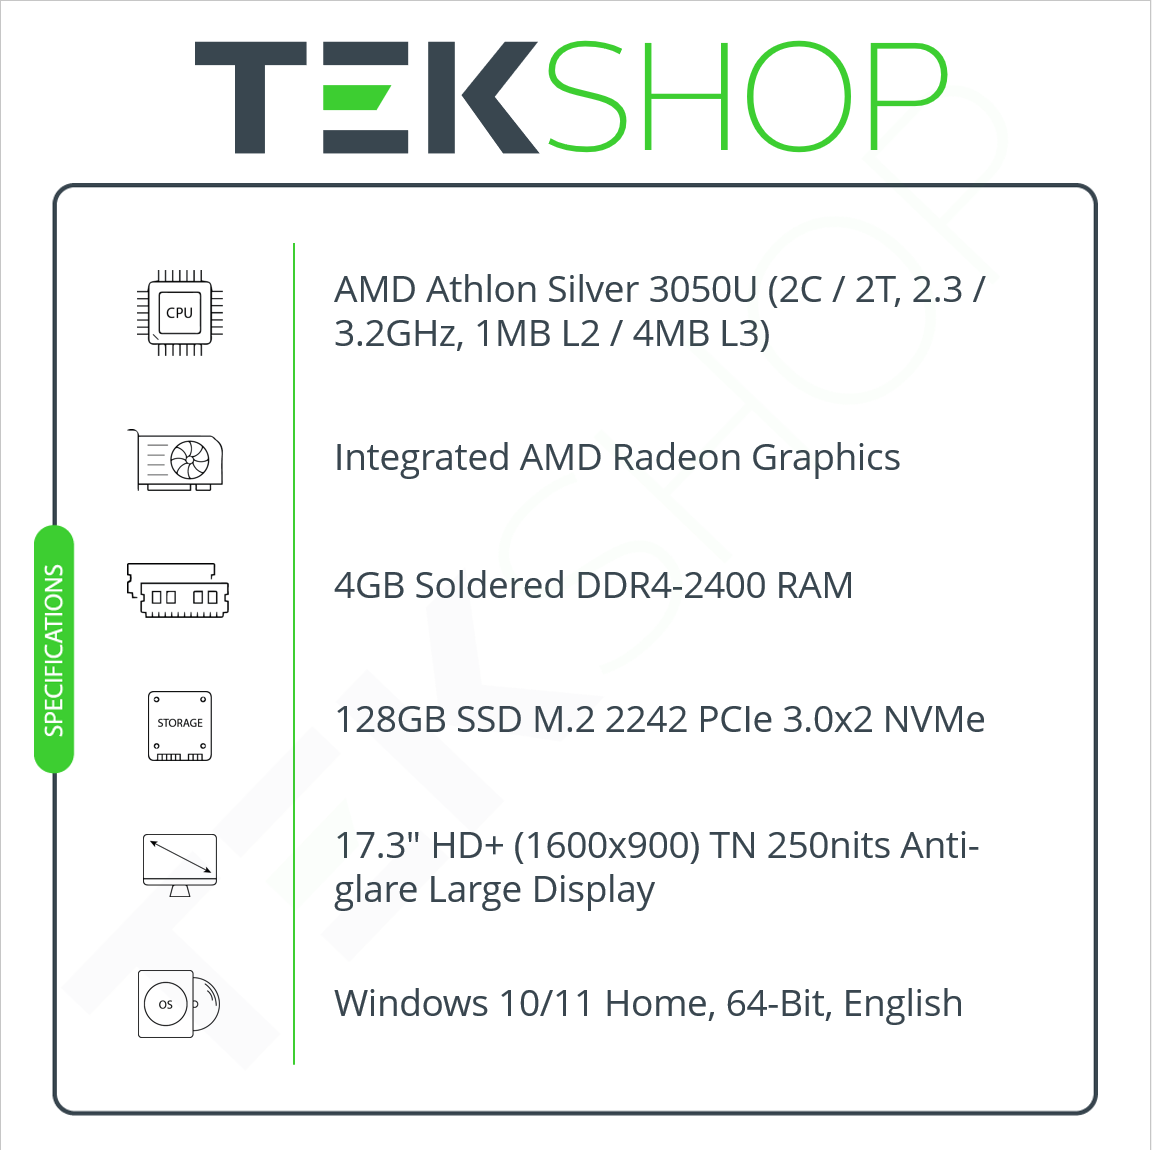 TEKSHOP
CPU
AMD Athlon Silver 3050U (2C / 2T, 2.3 /
3.2GHz, 1MB L2 / 4MB L3)
Integrated AMD Radeon Graphics
4GB Soldered DDR4-2400 RAM
SPECIFICATIONS
STORAGE
128GB SSD M.2 2242 PCIe 3.0x2 NVMe
17.3" HD+ (1600x900) TN 250nits Anti-
glare Large Display
OS
Windows 10/11 Home, 64-Bit, English
TEKSHOP